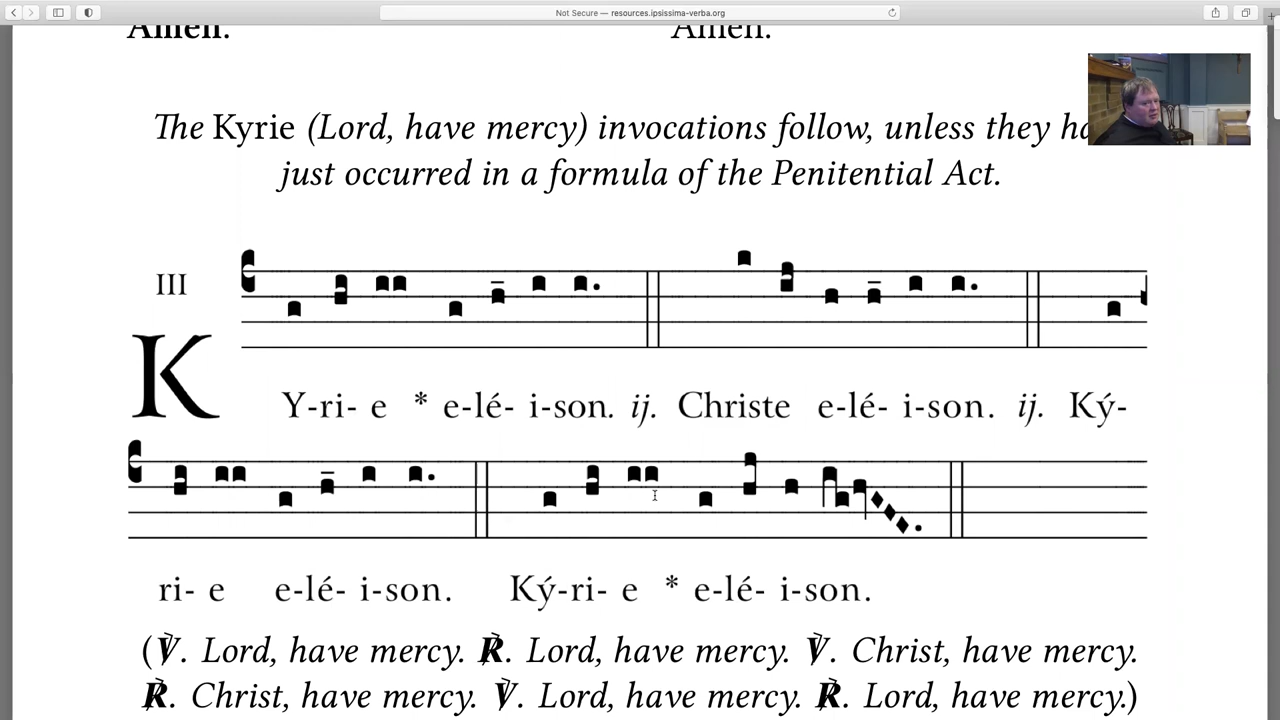 Not Secure — resources.ipsissima-verba.org
Amen. Amen.
The Kyrie (Lord, have mercy) invocations follow, unless they ha
just occurred in a formula of the Penitential Act.
III
K
Y-ri- e * e-lé- i-son. ij. Christe e-lé- i-son. ij. Ký-
ri- e e-lé- i-son. Ký-ri- e * e-lé- i-son.
(℣. Lord, have mercy. ℟. Lord, have mercy. ℣. Christ, have mercy.
℟. Christ, have mercy. ℣. Lord, have mercy. ℟. Lord, have mercy.)